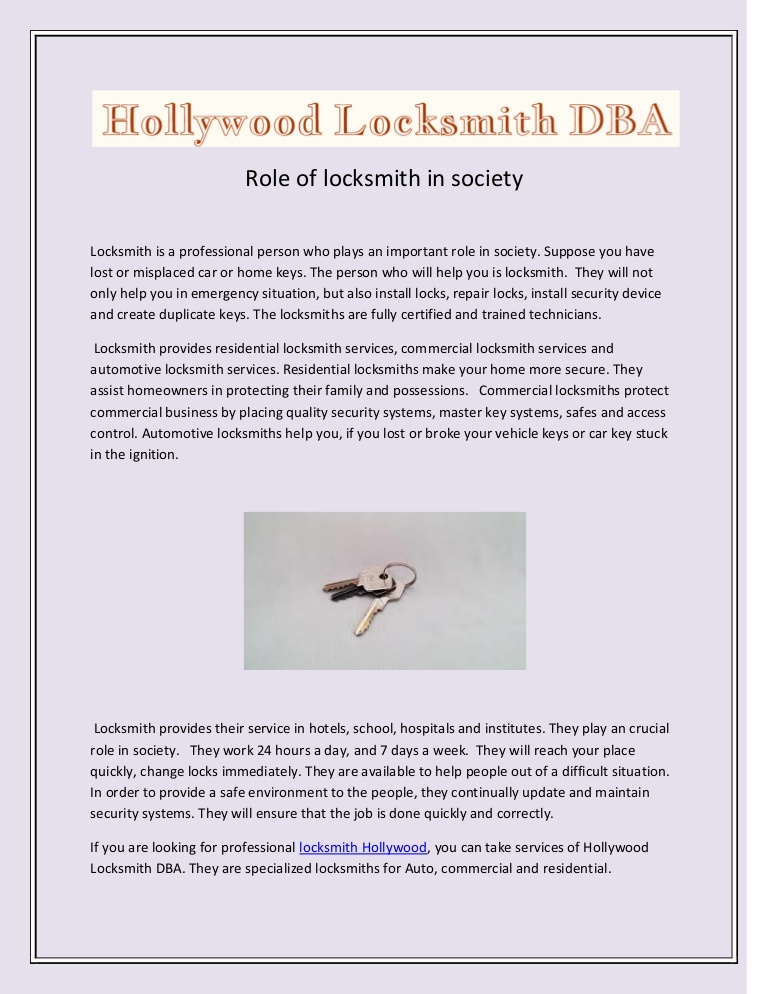 Hollywood Locksmith DBA
Role of locksmith in society
Locksmith is a professional person who plays an important role in society. Suppose you have
lost or misplaced car or home keys. The person who will help you is locksmith.  They will not
only help you in emergency situation, but also install locks, repair locks, install security device
and create duplicate keys. The locksmiths are fully certified and trained technicians.
Locksmith provides residential locksmith services, commercial locksmith services and
automotive locksmith services. Residential locksmiths make your home more secure. They
assist homeowners in protecting their family and possessions.   Commercial locksmiths protect
commercial business by placing quality security systems, master key systems, safes and access
control. Automotive locksmiths help you, if you lost or broke your vehicle keys or car key stuck
in the ignition.
Locksmith provides their service in hotels, school, hospitals and institutes. They play an crucial
role in society.   They work 24 hours a day, and 7 days a week.  They will reach your place
quickly, change locks immediately. They are available to help people out of a difficult situation.
In order to provide a safe environment to the people, they continually update and maintain
security systems. They will ensure that the job is done quickly and correctly.
If you are looking for professional locksmith Hollywood, you can take services of Hollywood
Locksmith DBA. They are specialized locksmiths for Auto, commercial and residential.